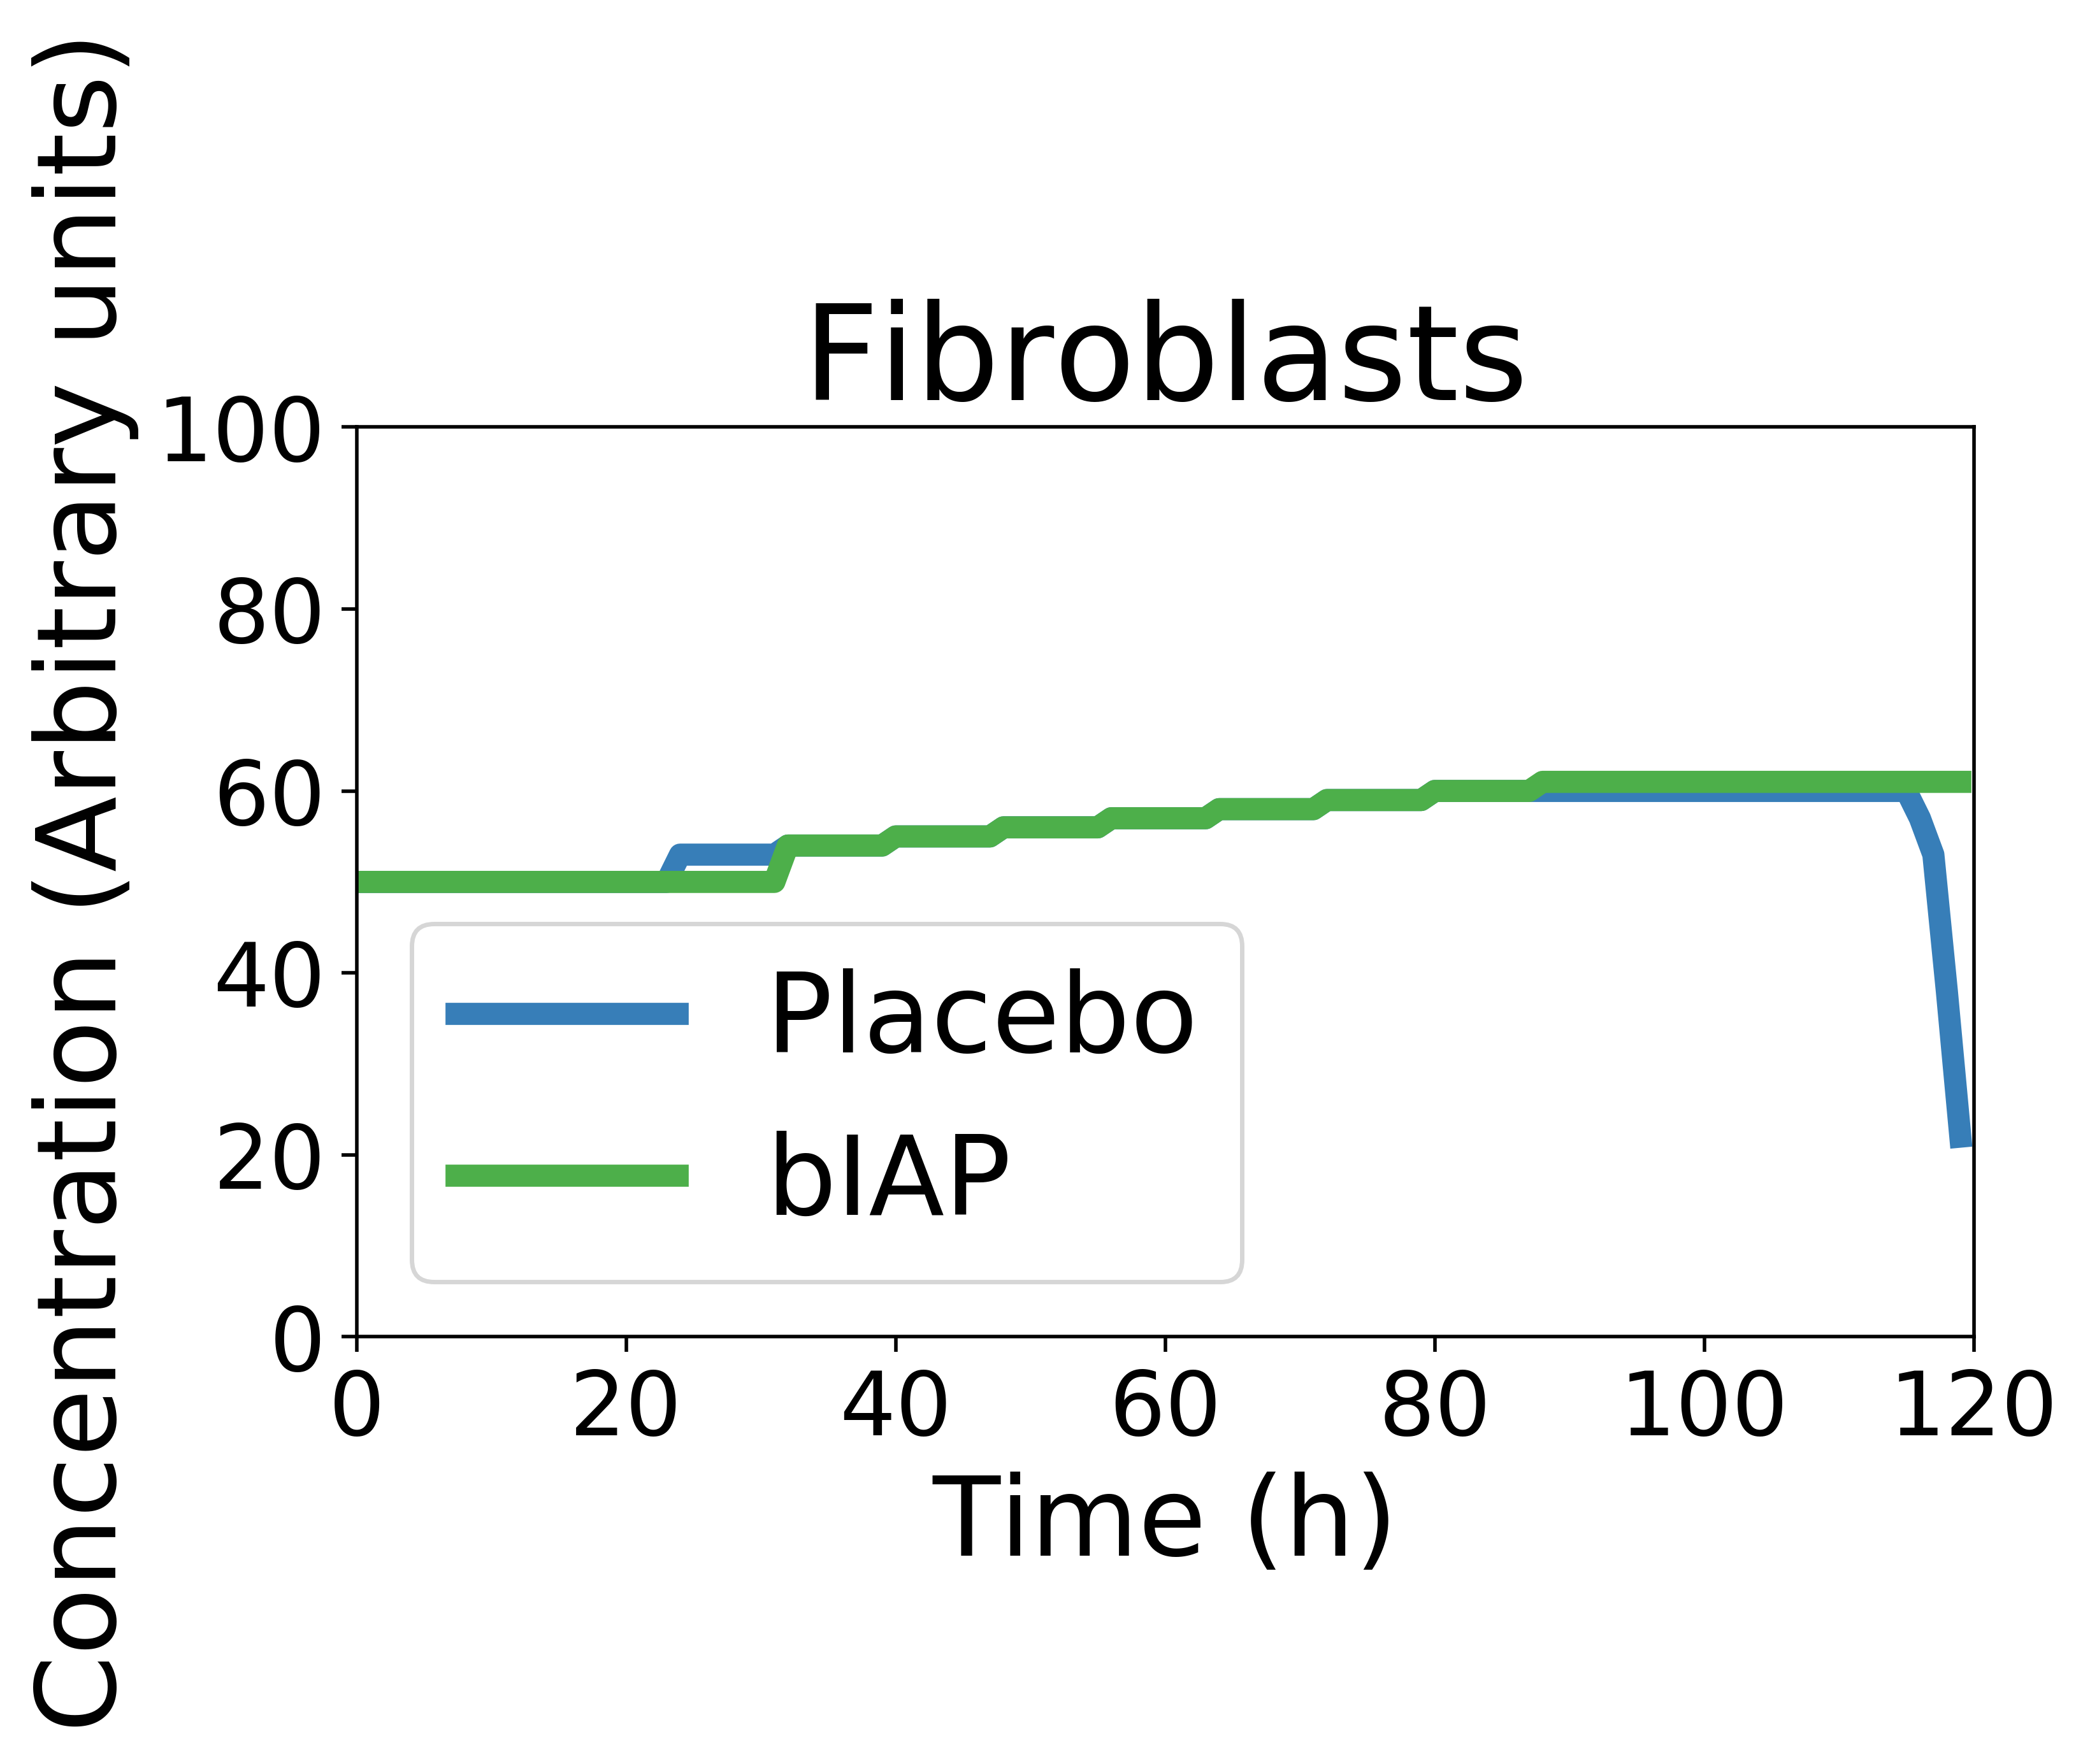 Fibroblasts
Concentration (Arbitrary units)
100
80
60
40
20
0
Placebo
bIAP
0 20 40 60 80 100 120
Time (h)